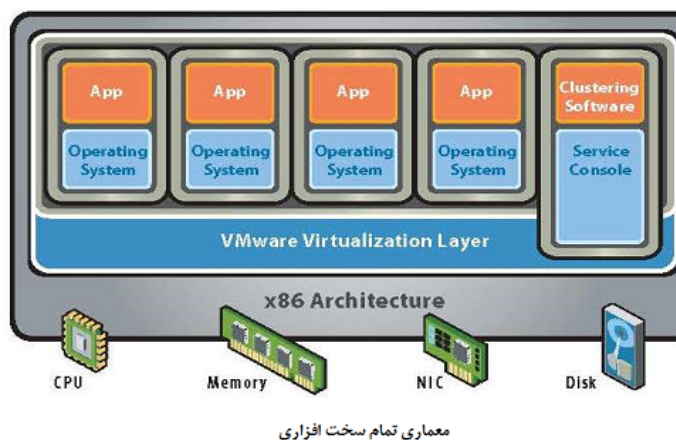 App
App
App
App
Clustering
Software
Operating
System
Operating
System
Operating
System
Operating
System
Service
Console
VMware Virtualization Layer
x86 Architecture
CPU
Memory
NIC
Disk
معماری تمام سخت افزاری